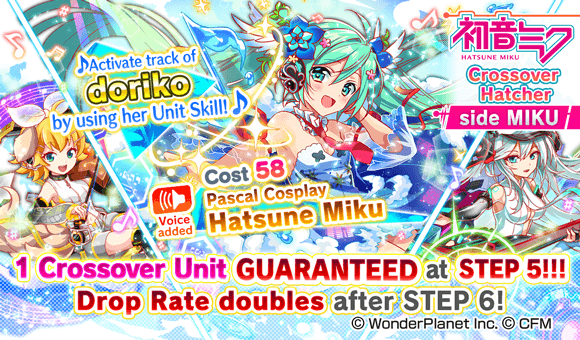 ♪Activate track of
doriko
by using her Unit Skill!♪
初音ミク
HATSUNE MIKU
Crossover
Hatcher
side MIKU
Cost 58
Pascal Cosplay
Hatsune Miku
Voice
added
1 Crossover Unit GUARANTEED at STEP 5!!!
Drop Rate doubles after STEP 6!
© WonderPlanet Inc. © CFM